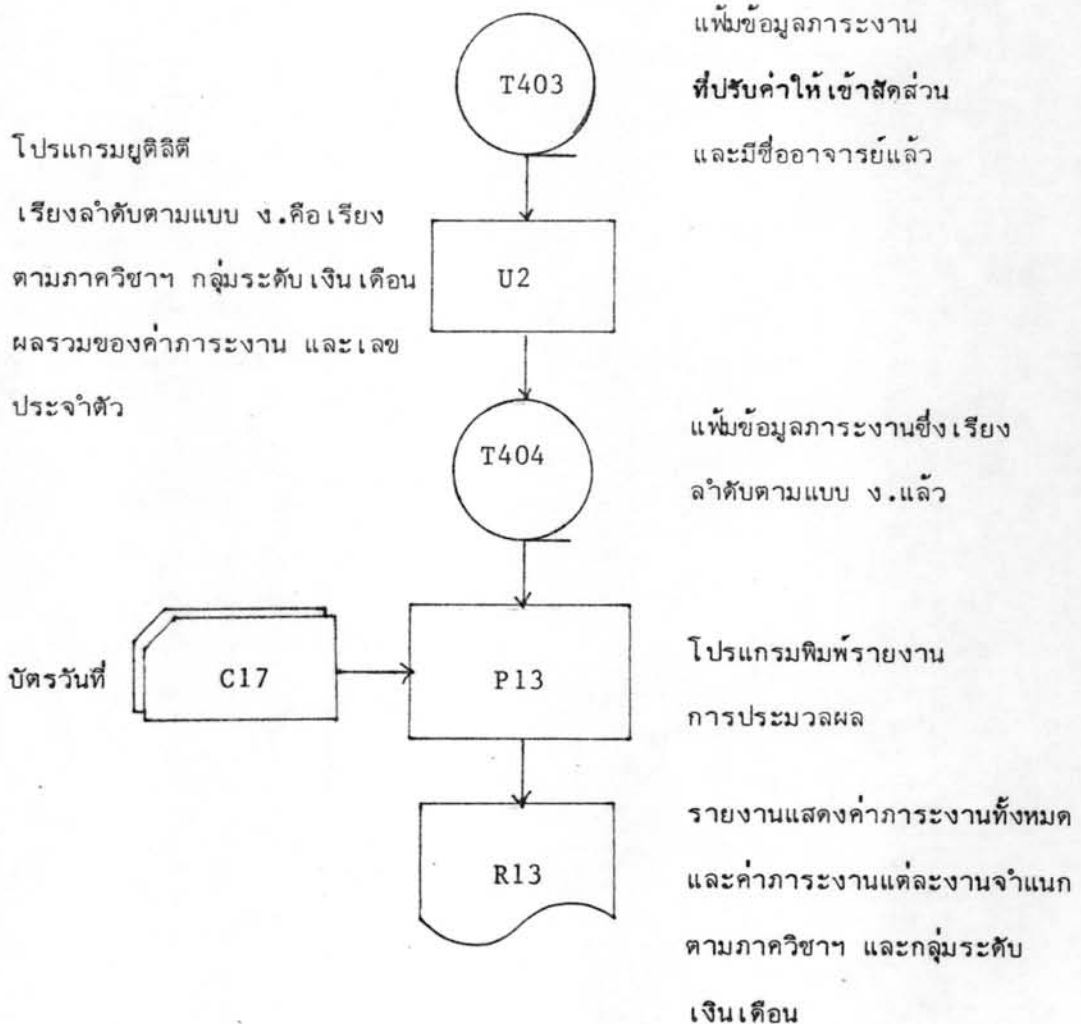 T403
แฟ้มข้อมูลภาระงาน
ที่ปรับค่าให้เข้าสัดส่วน
และมีชื่ออาจารย์แล้ว
โปรแกรมยูติลิตี
เรียงลำดับตามแบบ ง.คือเรียง
ตามภาควิชาฯ กลุ่มระดับเงินเดือน
ผลรวมของค่าภาระงาน และเลข
ประจำตัว
U2
T404
แฟ้มข้อมูลภาระงานซึ่งเรียง
ลำดับตามแบบ ง.แล้ว
บัตรวันที่
C17
P13
โปรแกรมพิมพ์รายงาน
การประมวลผล
R13
รายงานแสดงค่าภาระงานทั้งหมด
และค่าภาระงานแต่ละงานจำแนก
ตามภาควิชาฯ และกลุ่มระดับ
เงินเดือน